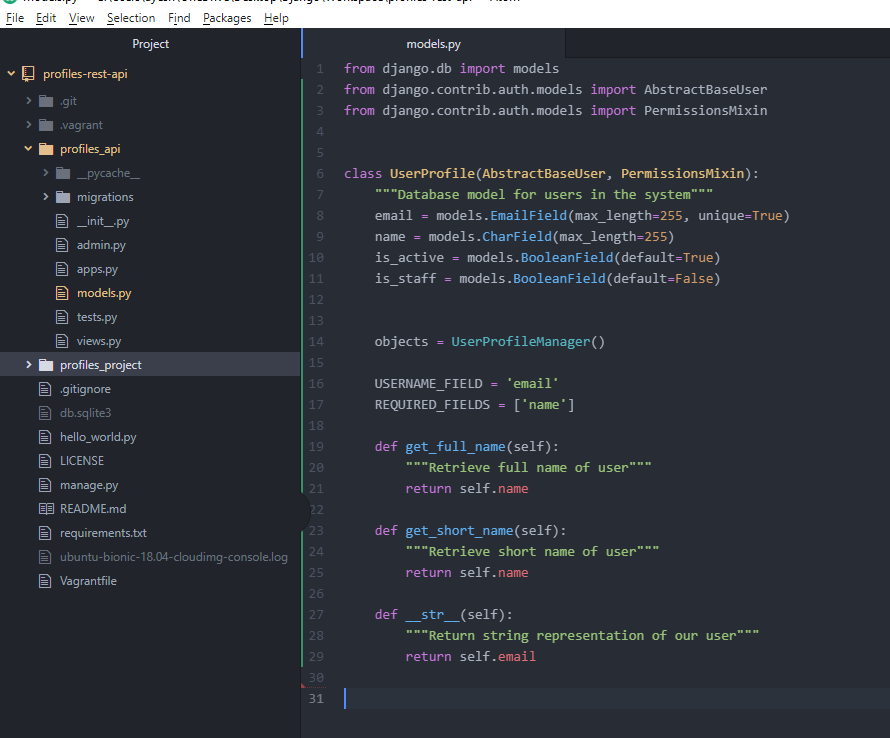 File Edit View Selection Find Packages Help
Project
models.py
profiles-rest-api
.git
.vagrant
profiles_api
__pycache__
migrations
__init__.py
admin.py
apps.py
models.py
tests.py
views.py
profiles_project
.gitignore
db.sqlite3
hello_world.py
LICENSE
manage.py
README.md
requirements.txt
ubuntu-bionic-18.04-cloudimg-console.log
Vagrantfile
1 from django.db import models
2 from django.contrib.auth.models import AbstractBaseUser
3 from django.contrib.auth.models import PermissionsMixin
4
5
6 class UserProfile(AbstractBaseUser, PermissionsMixin):
7     """Database model for users in the system"""
8     email = models.EmailField(max_length=255, unique=True)
9     name = models.CharField(max_length=255)
10     is_active = models.BooleanField(default=True)
11     is_staff = models.BooleanField(default=False)
12
13
14     objects = UserProfileManager()
15
16     USERNAME_FIELD = 'email'
17     REQUIRED_FIELDS = ['name']
18
19     def get_full_name(self):
20         """Retrieve full name of user"""
21         return self.name
22
23     def get_short_name(self):
24         """Retrieve short name of user"""
25         return self.name
26
27     def __str__(self):
28         """Return string representation of our user"""
29         return self.email
30
31